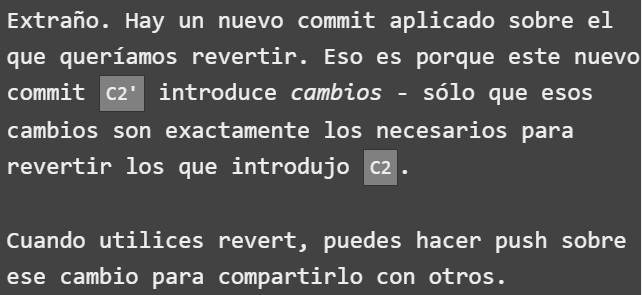 Extraño. Hay un nuevo commit aplicado sobre el
que queríamos revertir. Eso es porque este nuevo
commit C2' introduce cambios - sólo que esos
cambios son exactamente los necesarios para
revertir los que introdujo C2.
Cuando utilices revert, puedes hacer push sobre
ese cambio para compartirlo con otros.